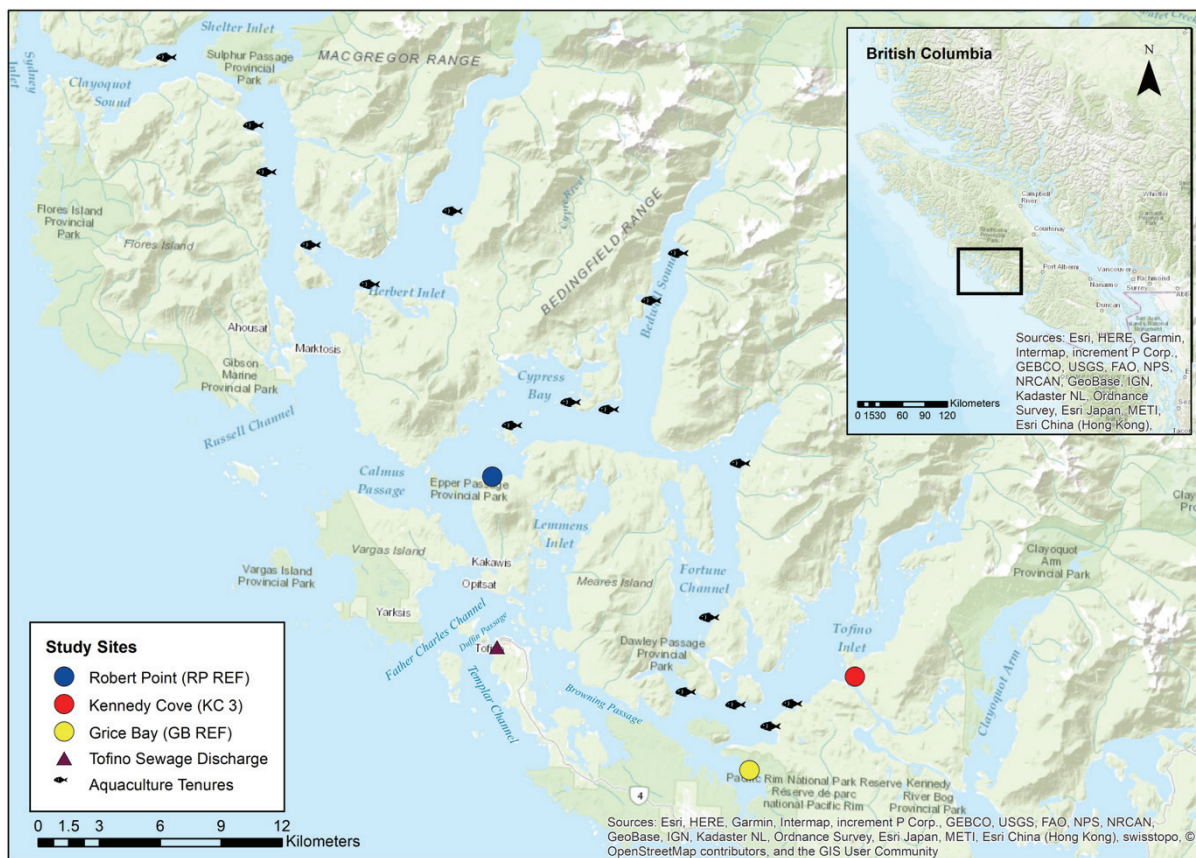 Shelter Inlet
Sulphur Passage
Provincial
Park
MACGREGOR RANGE
Sydney
Inlet
Clayoquot
Sound
Flores Island
Provincial
Park
Flores Island
Cypre River
BEDINGFIELD RANGE
Bedwell Sound
Herbert Inlet
Ahousat
Marktosis
Gibson
Marine
Provincial Park
Russell Channel
Cypress
Bay
Calmus
Passage
Epper Passage
Provincial Park
Lemmens
Inlet
Vargas Island
Vargas Island
Provincial Park
Kakawis
Opitsat
Yarksis
Meares Island
Fortune
Channel
Clayoquot
Arm
Provincial Park
Father Charles Channel
Duffin Passage
Tofi
Templar Channel
Browning Passage
Dawley Passage
Provincial
Park
Tofino
Inlet
Clayoquot Arm
Pacific Rim National Park Reserve
Réserve de parc
national Pacific Rim
Kennedy
River Bog
Provincial Park
4
British Columbia
N
Campbell
River
Courtenay
Strathcona
Provincial
Park
Port Alberni
Vancouver
Nanaimo
Richmond
Surrey
Duncan
Whistler
0 1530 60 90 120
Kilometers
Sources: Esri, HERE, Garmin,
Intermap, increment P Corp.,
GEBCO, USGS, FAO, NPS,
NRCAN, GeoBase, IGN,
Kadaster NL, Ordnance
Survey, Esri Japan, METI,
Esri China (Hong Kong),
Study Sites
Robert Point (RP REF)
Kennedy Cove (KC 3)
Grice Bay (GB REF)
Tofino Sewage Discharge
Aquaculture Tenures
0 1.5 3 6 9 12
Kilometers
Sources: Esri, HERE, Garmin, Intermap, increment P Corp., GEBCO, USGS, FAO, NPS, NRCAN,
GeoBase, IGN, Kadaster NL, Ordnance Survey, Esri Japan, METI, Esri China (Hong Kong), swisstopo, ©
OpenStreetMap contributors, and the GIS User Community